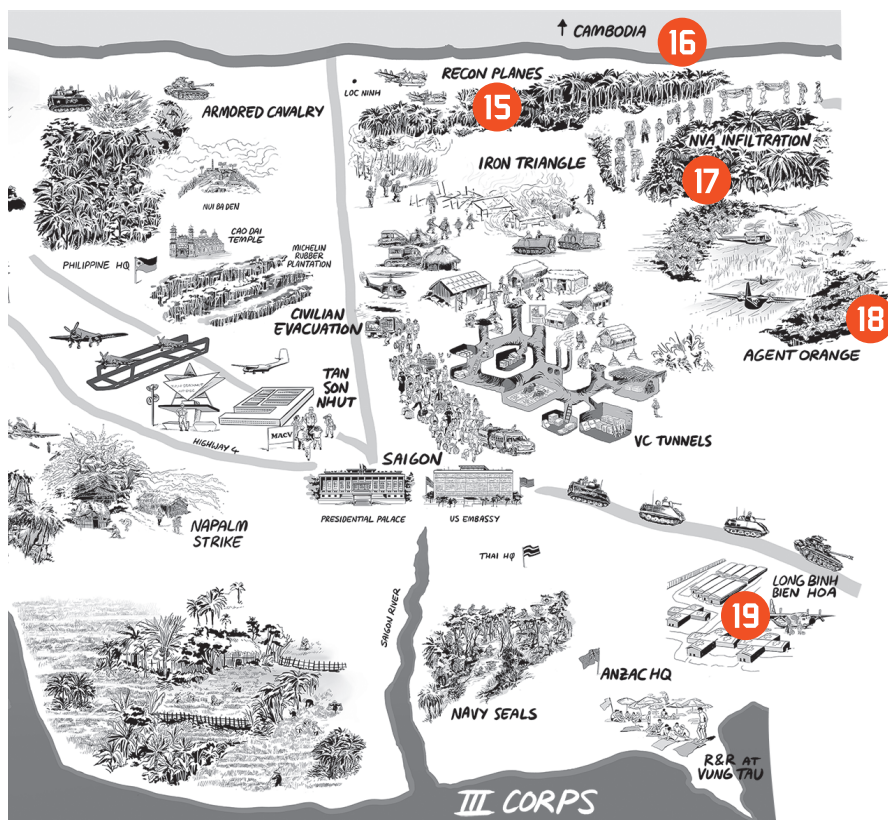 CAMBODIA
16
RECON PLANES
LOC NINH
15
ARMORED CAVALRY
NVA INFILTRATION
IRON TRIANGLE
17
NUI BA DEN
CAO DAI
TEMPLE
MICHELIN
RUBBER
PLANTATION
PHILIPPINE HQ
CIVILIAN
EVACUATION
18
AGENT ORANGE
TAN
SON
NHUT
MACV
HIGHWAY 4
VC TUNNELS
SAIGON
PRESIDENTIAL PALACE
US EMBASSY
NAPALM
STRIKE
THAI HQ
LONG BINH
BIEN HOA
19
SAIGON RIVER
ANZAC HQ
NAVY SEALS
R&R AT
VUNG TAU
III CORPS